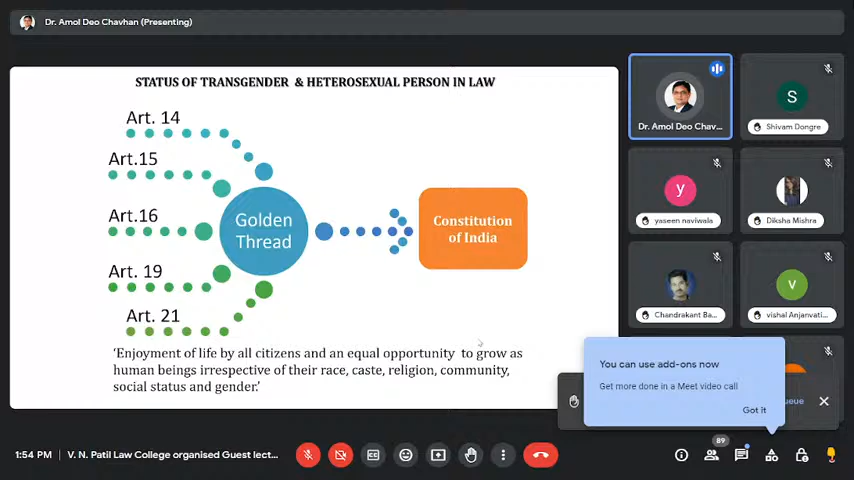 Dr. Amol Deo Chavhan (Presenting)
STATUS OF TRANSGENDER & HETEROSEXUAL PERSON IN LAW
Art. 14
Art.15
Art.16
Art. 19
Art. 21
Golden
Thread
Constitution
of India
'Enjoyment of life by all citizens and an equal opportunity to grow as
human beings irrespective of their race, caste, religion, community,
social status and gender.'
Dr. Amol Deo Chav...
S
Shivam Dongre
y
yaseen naviwala
Diksha Mishra
Chandrakant Ba...
v
vishal Anjanvati...
You can use add-ons now
Get more done in a Meet video call
Got it
ueue
1:54 PM | V. N. Patil Law College organised Guest lect...
89